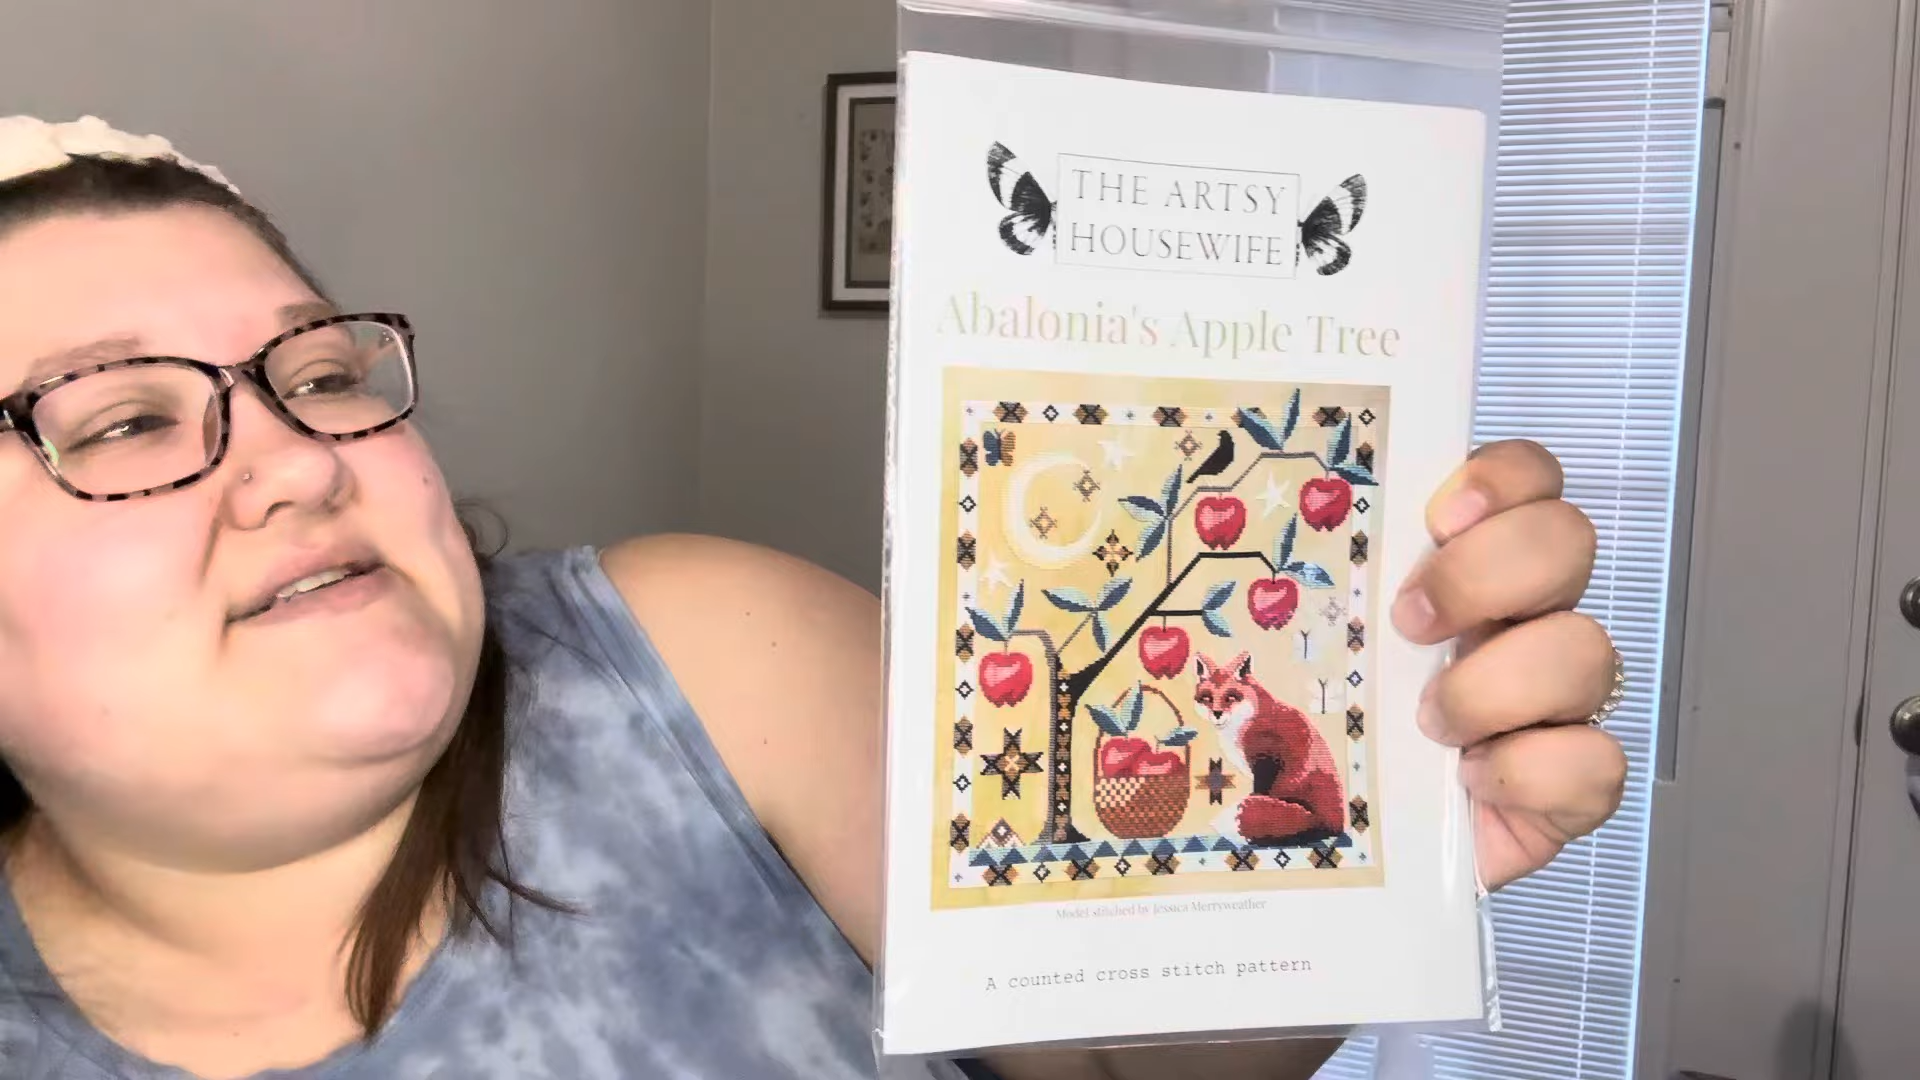 THE ARTSY
HOUSEWIFE
Abalonia's Apple Tree
Model stitched by Jessica Merryweather
A counted cross stitch pattern